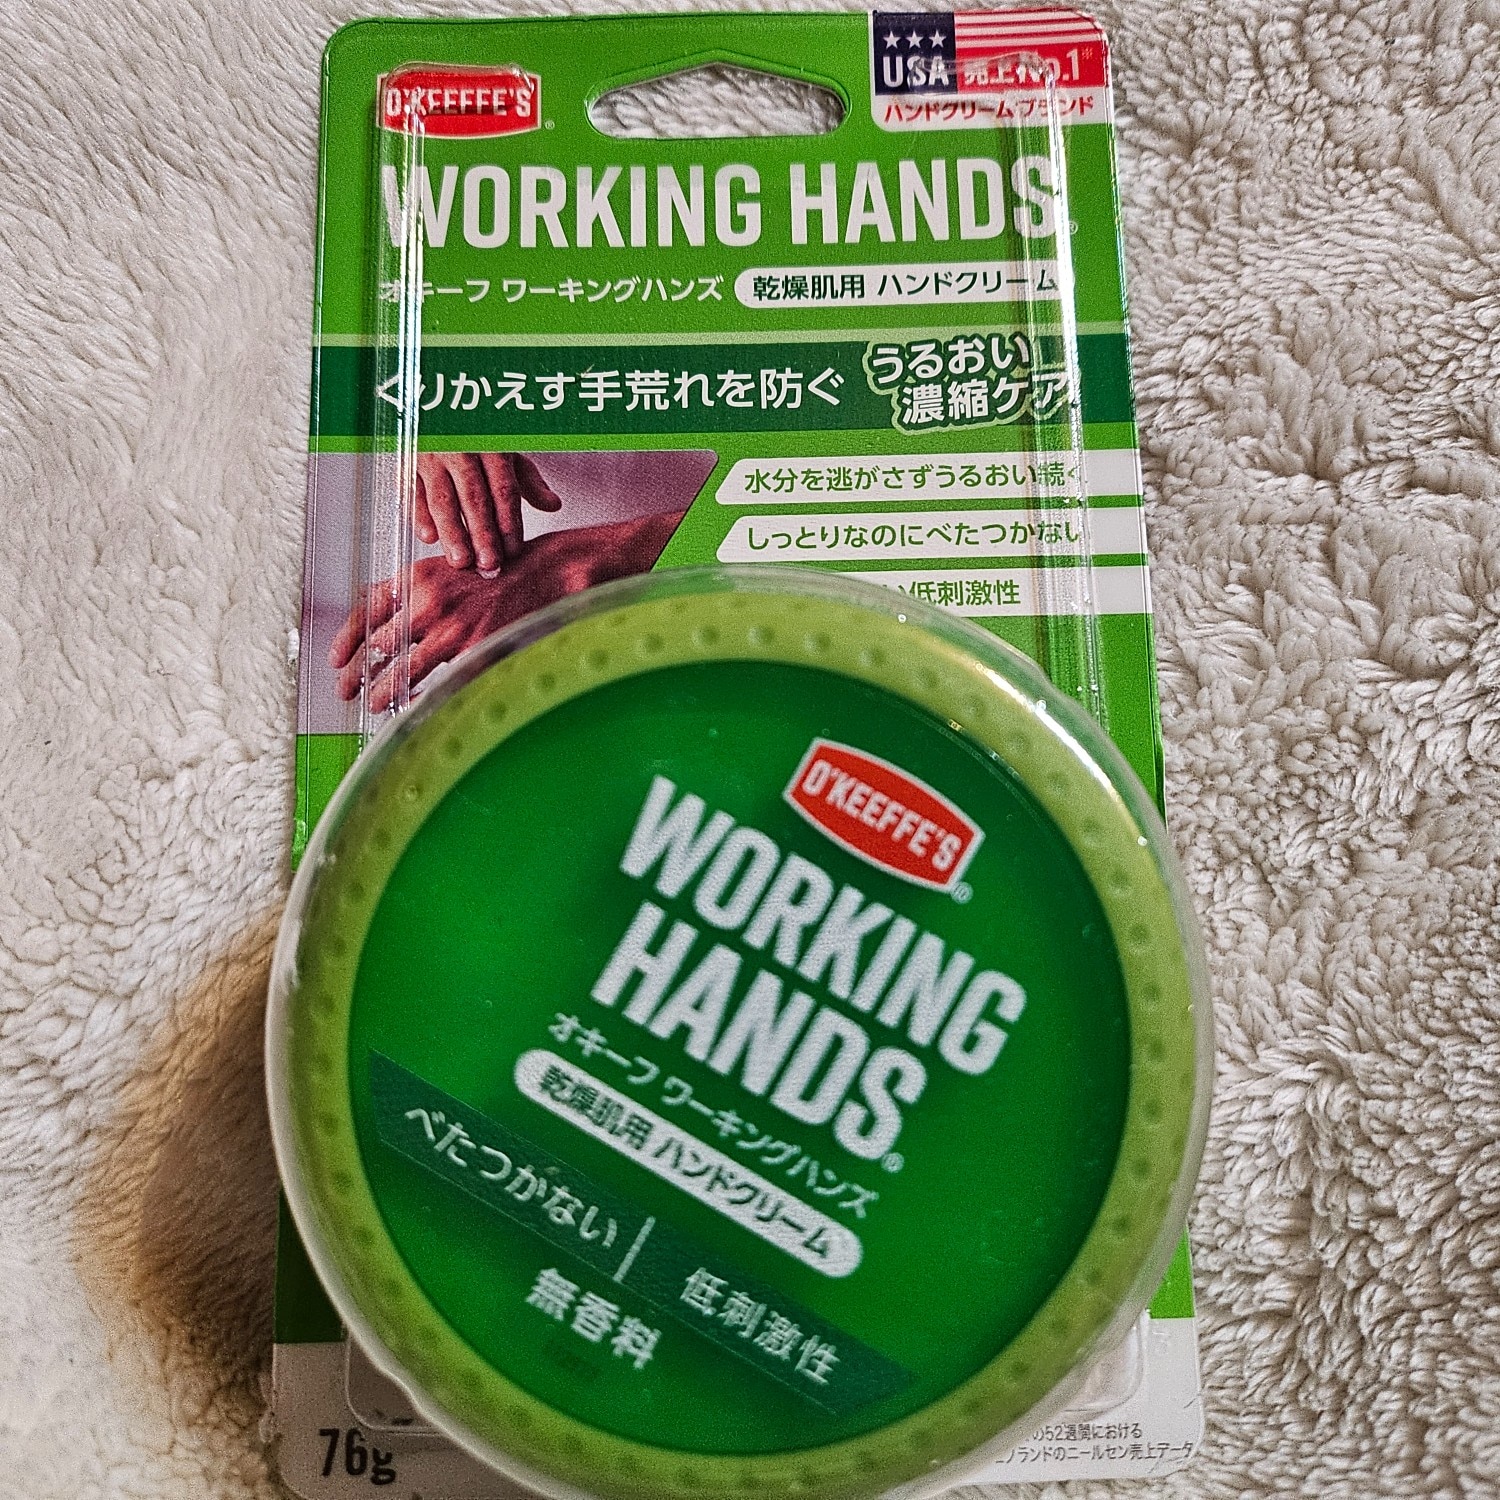 O'KEEFFE'S®
USA 売上No.1※
ハンドクリームブランド
WORKING HANDS®
オキーフ ワーキングハンズ 乾燥肌用 ハンドクリーム
くりかえす手荒れを防ぐ
うるおい
濃縮ケア
水分を逃がさずうるおい続く
しっとりなのにべたつかない
い低刺激性
O'KEEFFE'S®
WORKING
HANDS®
オキーフ ワーキングハンズ
乾燥肌用 ハンドクリーム
べたつかない | 低刺激性
無香料
76g
の52週間における
ブランドのニールセン売上データ